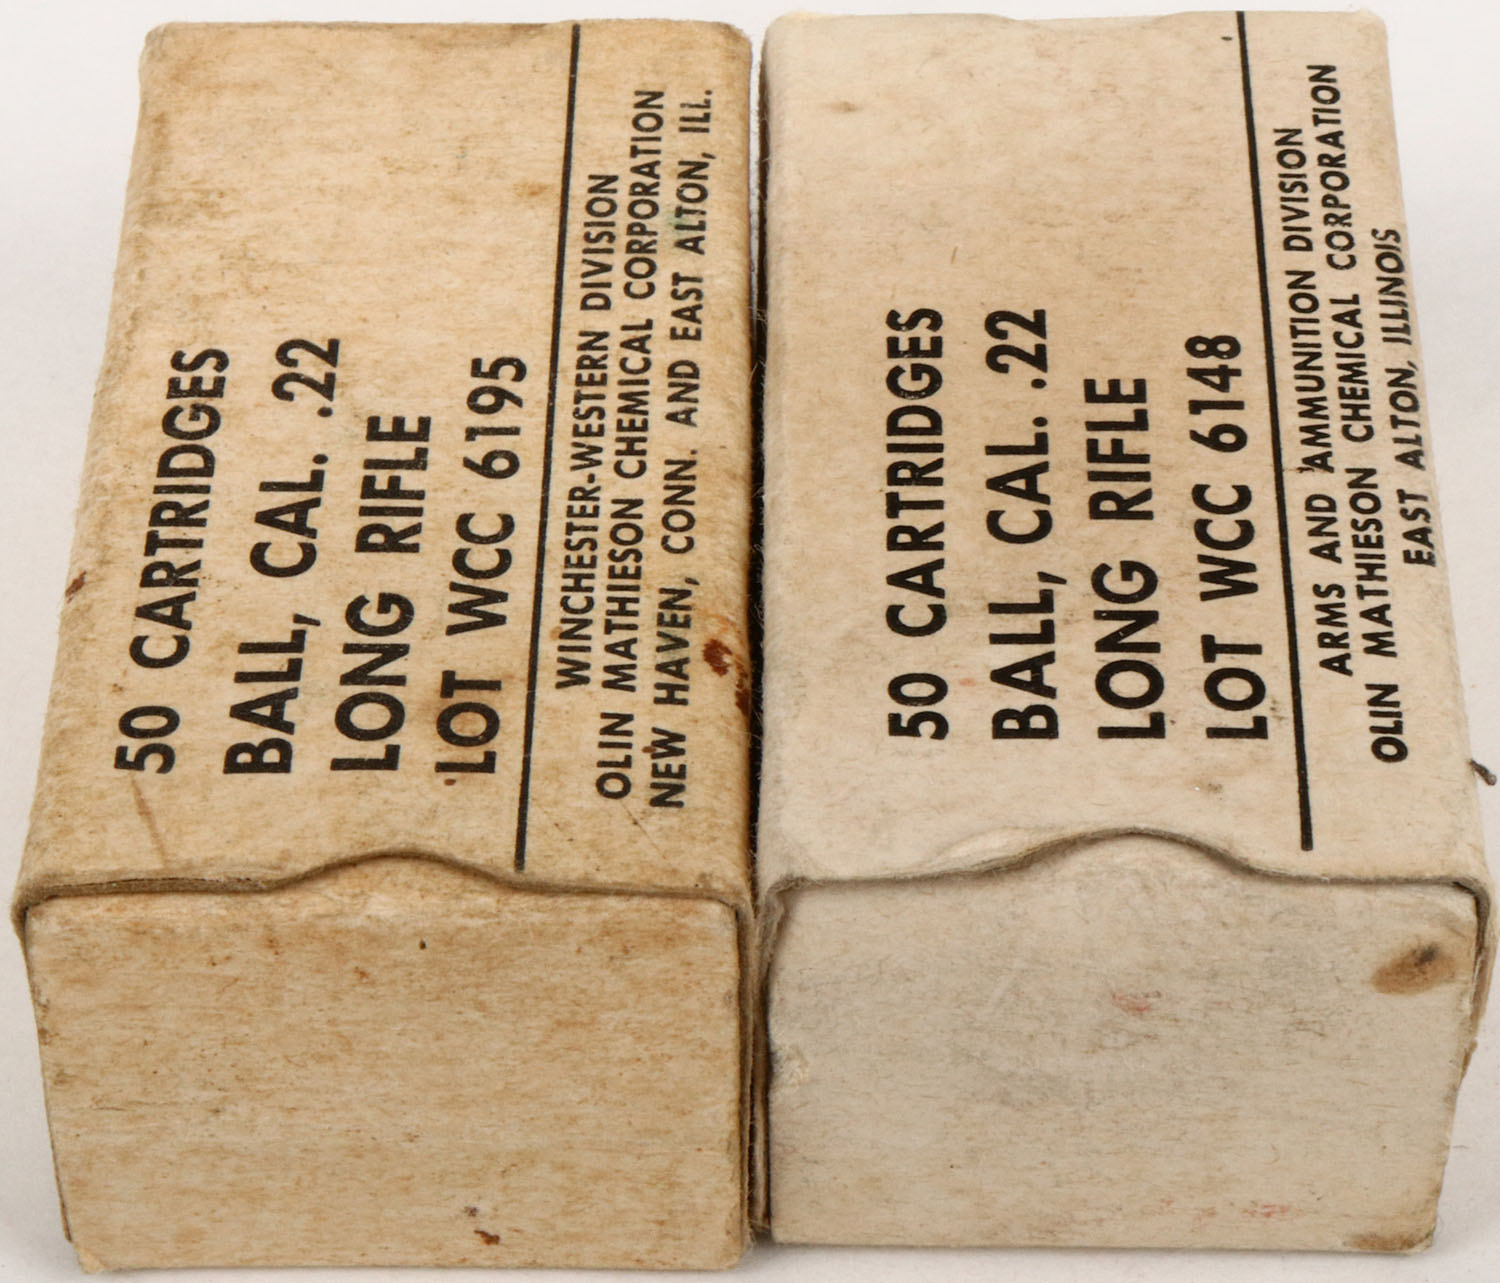 50 CARTRIDGES
BALL, CAL. .22
LONG RIFLE
LOT WCC 6195
WINCHESTER-WESTERN DIVISION
OLIN MATHIESON CHEMICAL CORPORATION
NEW HAVEN, CONN. AND EAST ALTON, ILL.
50 CARTRIDGES
BALL, CAL. .22
LONG RIFLE
LOT WCC 6148
ARMS AND AMMUNITION DIVISION
OLIN MATHIESON CHEMICAL CORPORATION
EAST ALTON, ILLINOIS